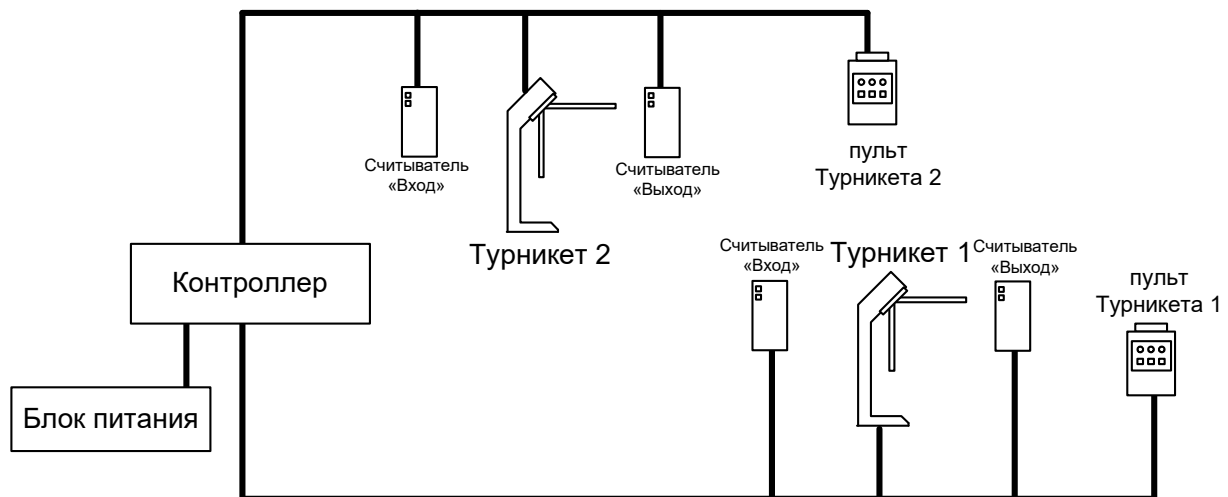 Считыватель
«Вход»
Считыватель
«Выход»
пульт
Турникета 2
Турникет 2
Контроллер
Считыватель
«Вход»
Турникет 1
Считыватель
«Выход»
пульт
Турникета 1
Блок питания